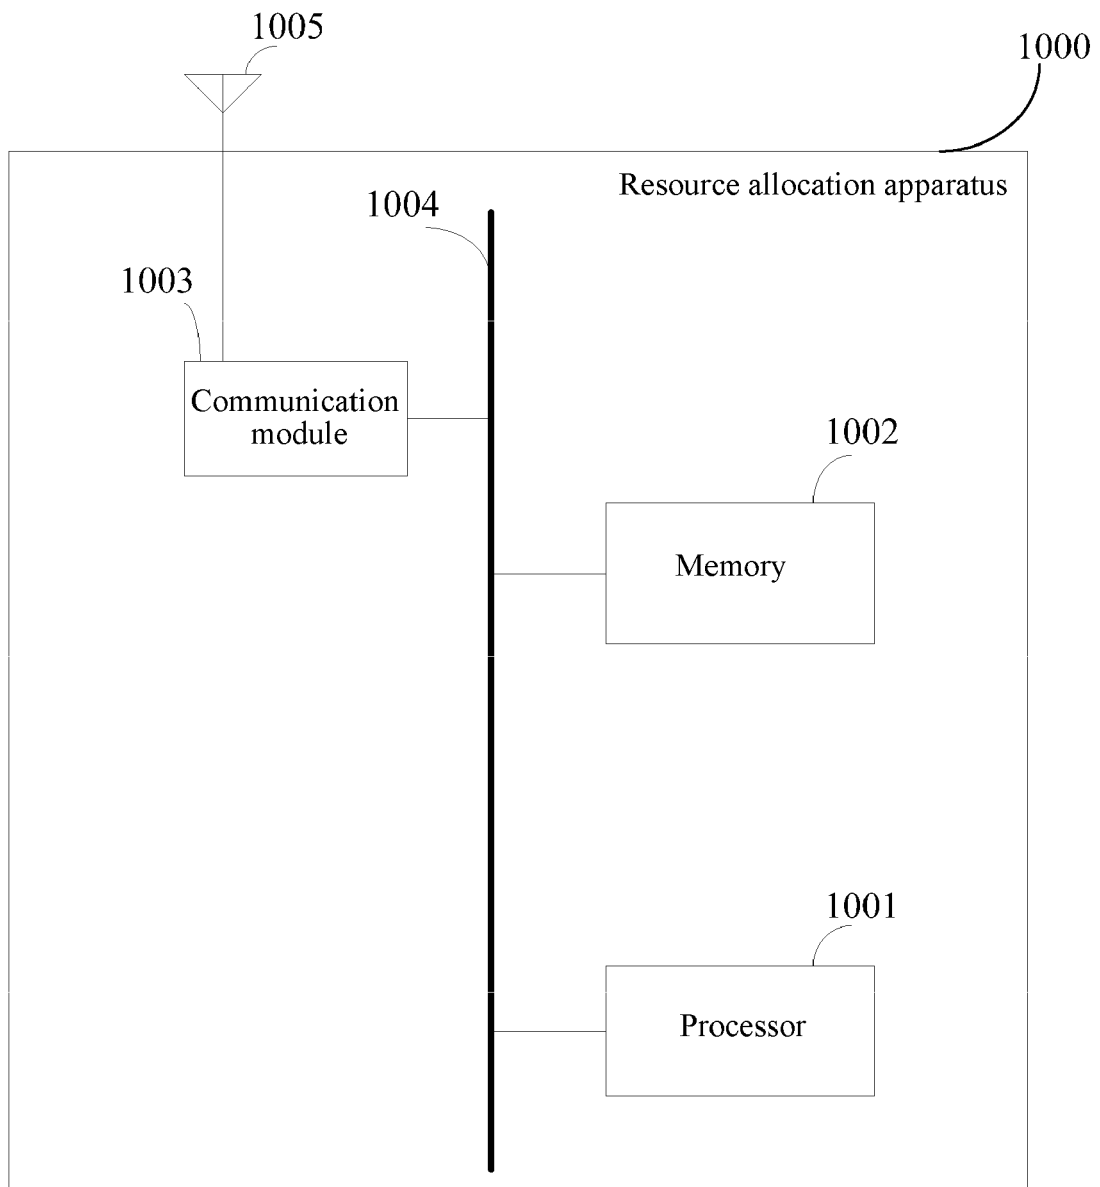 1005
1000
Resource allocation apparatus
1004
1003
Communication
module
1002
Memory
1001
Processor